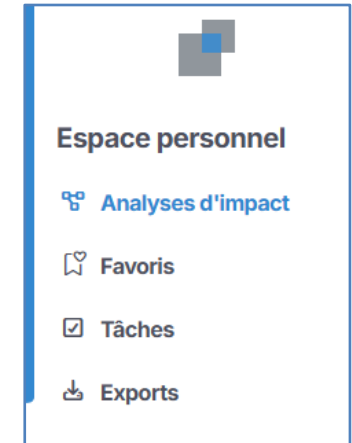 Espace personnel
Analyses d'impact
Favoris
Tâches
Exports